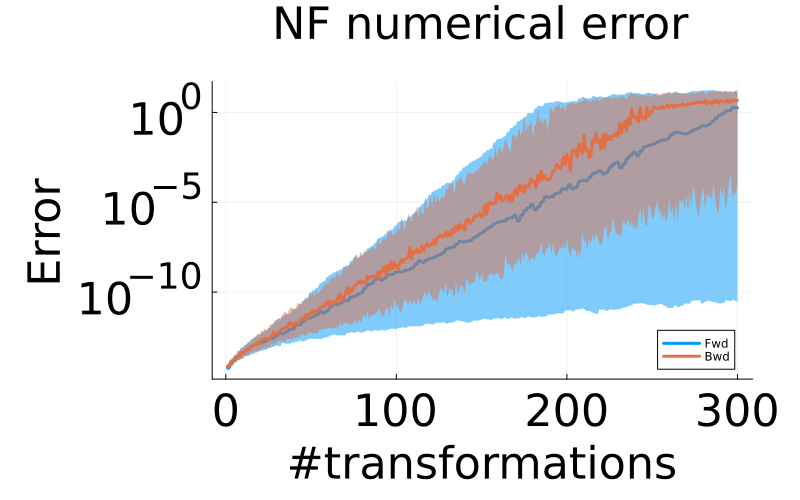 NF numerical error
Error
10^0
10^−5
10^−10
0 100 200 300
#transformations
Fwd
Bwd